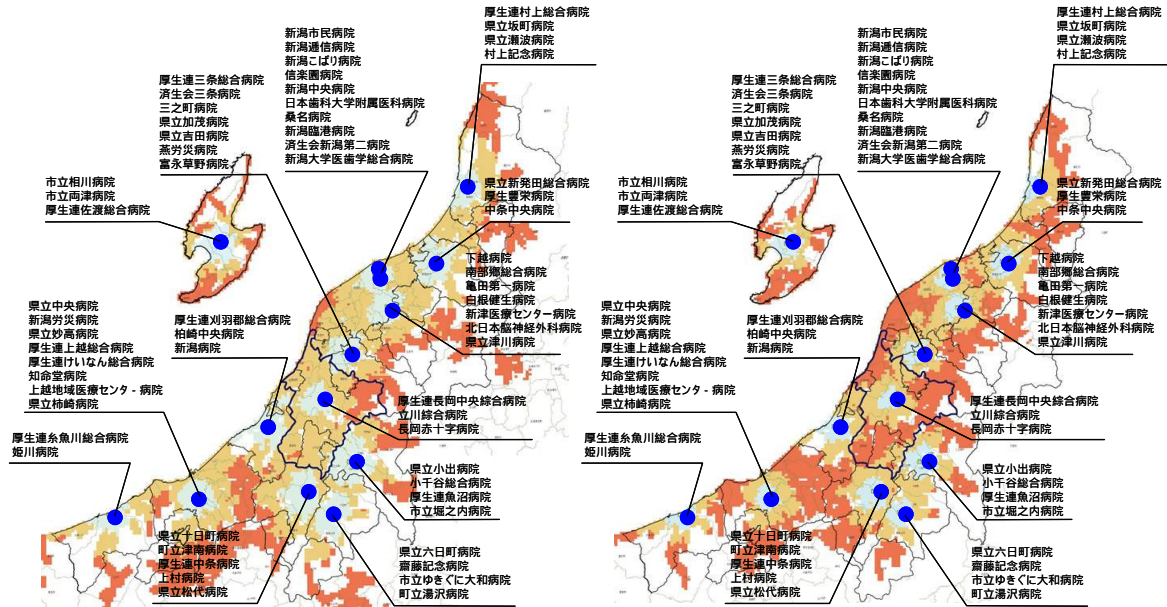 厚生連村上総合病院
県立坂町病院
県立瀬波病院
村上記念病院
新潟市民病院
新潟逓信病院
新潟こばり病院
信楽園病院
新潟中央病院
日本歯科大学附属医科病院
桑名病院
新潟臨港病院
済生会新潟第二病院
新潟大学医歯学総合病院
厚生連三条総合病院
済生会三条病院
三之町病院
県立加茂病院
県立吉田病院
燕労災病院
富永草野病院
市立相川病院
市立両津病院
厚生連佐渡総合病院
県立新発田総合病院
厚生豊栄病院
中条中央病院
下越病院
南部郷総合病院
亀田第一病院
白根健生病院
新津医療センター病院
北日本脳神経外科病院
県立津川病院
県立中央病院
新潟労災病院
県立妙高病院
厚生連上越総合病院
厚生連けいなん総合病院
知命堂病院
上越地域医療センタ-病院
県立柿崎病院
厚生連刈羽郡総合病院
柏崎中央病院
新潟病院
厚生連長岡中央綜合病院
立川綜合病院
長岡赤十字病院
厚生連糸魚川総合病院
姫川病院
県立小出病院
小千谷総合病院
厚生連魚沼病院
市立堀之内病院
県立十日町病院
町立津南病院
厚生連中条病院
上村病院
県立松代病院
県立六日町病院
齋藤記念病院
市立ゆきぐに大和病院
町立湯沢病院
厚生連村上総合病院
県立坂町病院
県立瀬波病院
村上記念病院
新潟市民病院
新潟逓信病院
新潟こばり病院
信楽園病院
新潟中央病院
日本歯科大学附属医科病院
桑名病院
新潟臨港病院
済生会新潟第二病院
新潟大学医歯学総合病院
厚生連三条総合病院
済生会三条病院
三之町病院
県立加茂病院
県立吉田病院
燕労災病院
富永草野病院
市立相川病院
市立両津病院
厚生連佐渡総合病院
県立新発田総合病院
厚生豊栄病院
中条中央病院
下越病院
南部郷総合病院
亀田第一病院
白根健生病院
新津医療センター病院
北日本脳神経外科病院
県立津川病院
県立中央病院
新潟労災病院
県立妙高病院
厚生連上越総合病院
厚生連けいなん総合病院
知命堂病院
上越地域医療センタ-病院
県立柿崎病院
厚生連刈羽郡総合病院
柏崎中央病院
新潟病院
厚生連長岡中央綜合病院
立川綜合病院
長岡赤十字病院
厚生連糸魚川総合病院
姫川病院
県立小出病院
小千谷総合病院
厚生連魚沼病院
市立堀之内病院
県立十日町病院
町立津南病院
厚生連中条病院
上村病院
県立松代病院
県立六日町病院
齋藤記念病院
市立ゆきぐに大和病院
町立湯沢病院